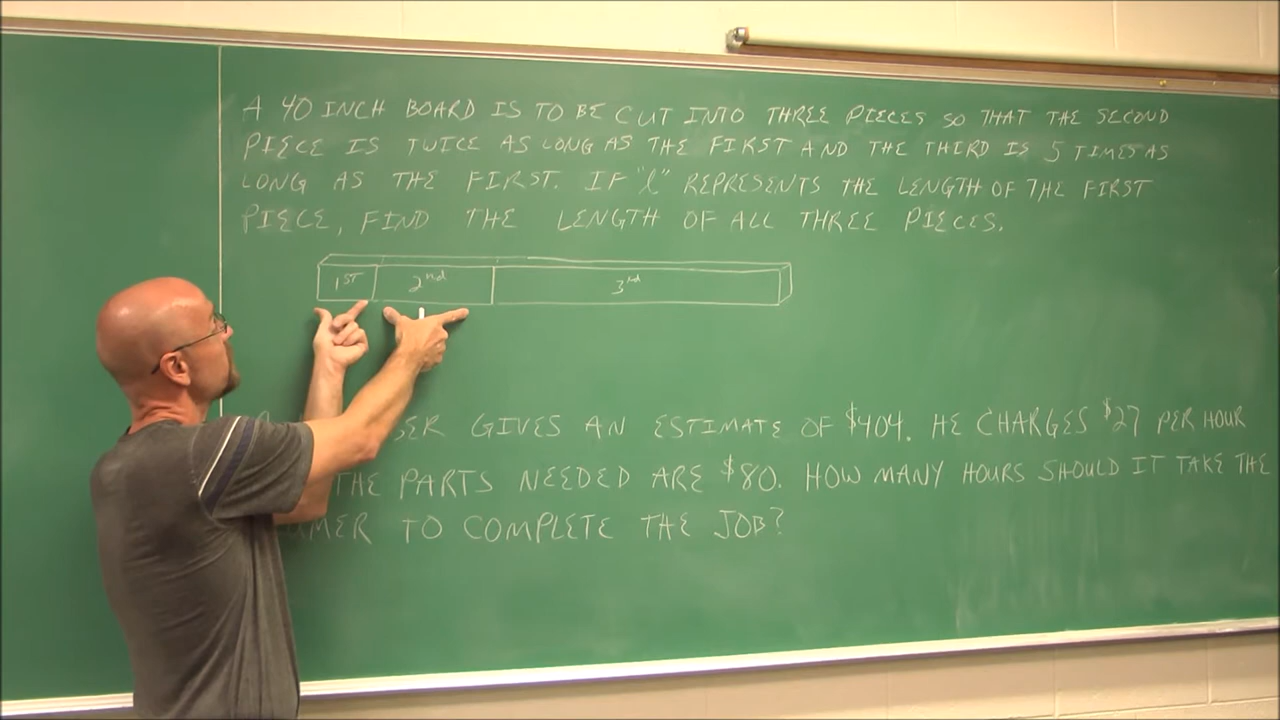 A 40 INCH BOARD IS TO BE CUT INTO THREE PIECES SO THAT THE SECOND
PIECE IS TWICE AS LONG AS THE FIRST AND THE THIRD IS 5 TIMES AS
LONG AS THE FIRST. IF "l" REPRESENTS THE LENGTH OF THE FIRST
PIECE, FIND THE LENGTH OF ALL THREE PIECES.
1ST 2nd 3rd
GIVES AN ESTIMATE OF $404. HE CHARGES $27 PER HOUR
THE PARTS NEEDED ARE $80. HOW MANY HOURS SHOULD IT TAKE THE
TO COMPLETE THE JOB?